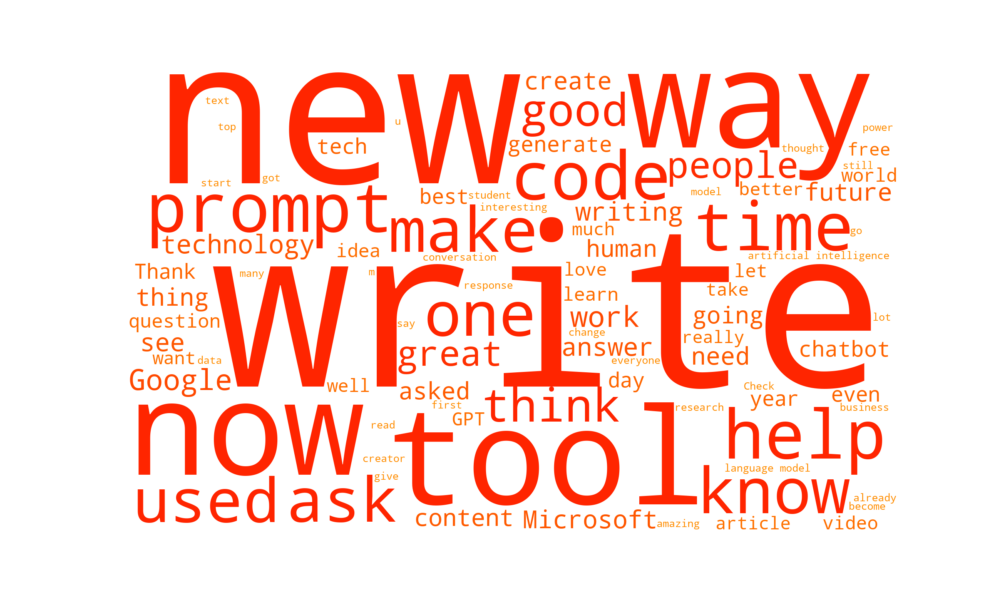 new
way
text
top
u
create
good
power
tech
generate
thought
free
start
got
code
people
still
world
prompt
best
student
model
better
future
interesting
make
writing
time
technology
idea
much
human
go
conversation
artificial intelligence
Thank
many
m
write
love
let
thing
response
learn
take
question
say
one
work
going
lot
see
change
really
want
data
great
answer
everyone
need
chatbot
Google
well
asked
day
Check
year
even
now
first
GPT
think
research
business
read
tool
help
creator
give
language model
used
ask
know
already
become
content
Microsoft
amazing
article
video